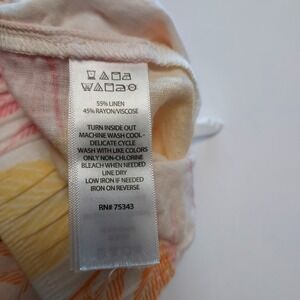 55% LINEN
45% RAYON/VISCOSE
TURN INSIDE OUT
MACHINE WASH COOL -
DELICATE CYCLE
WASH WITH LIKE COLORS
ONLY NON-CHLORINE
BLEACH WHEN NEEDED
LINE DRY
LOW IRON IF NEEDED
IRON ON REVERSE
RN# 75343